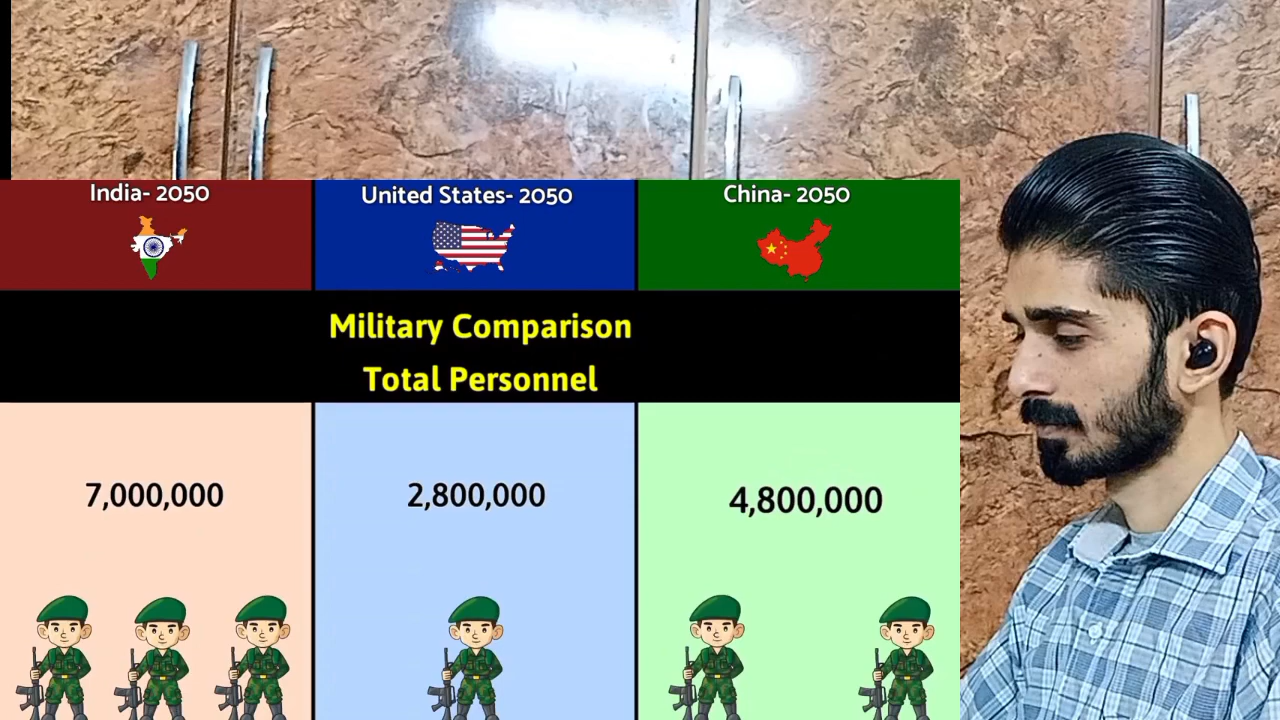 India- 2050
United States- 2050
China- 2050
Military Comparison
Total Personnel
7,000,000
2,800,000
4,800,000